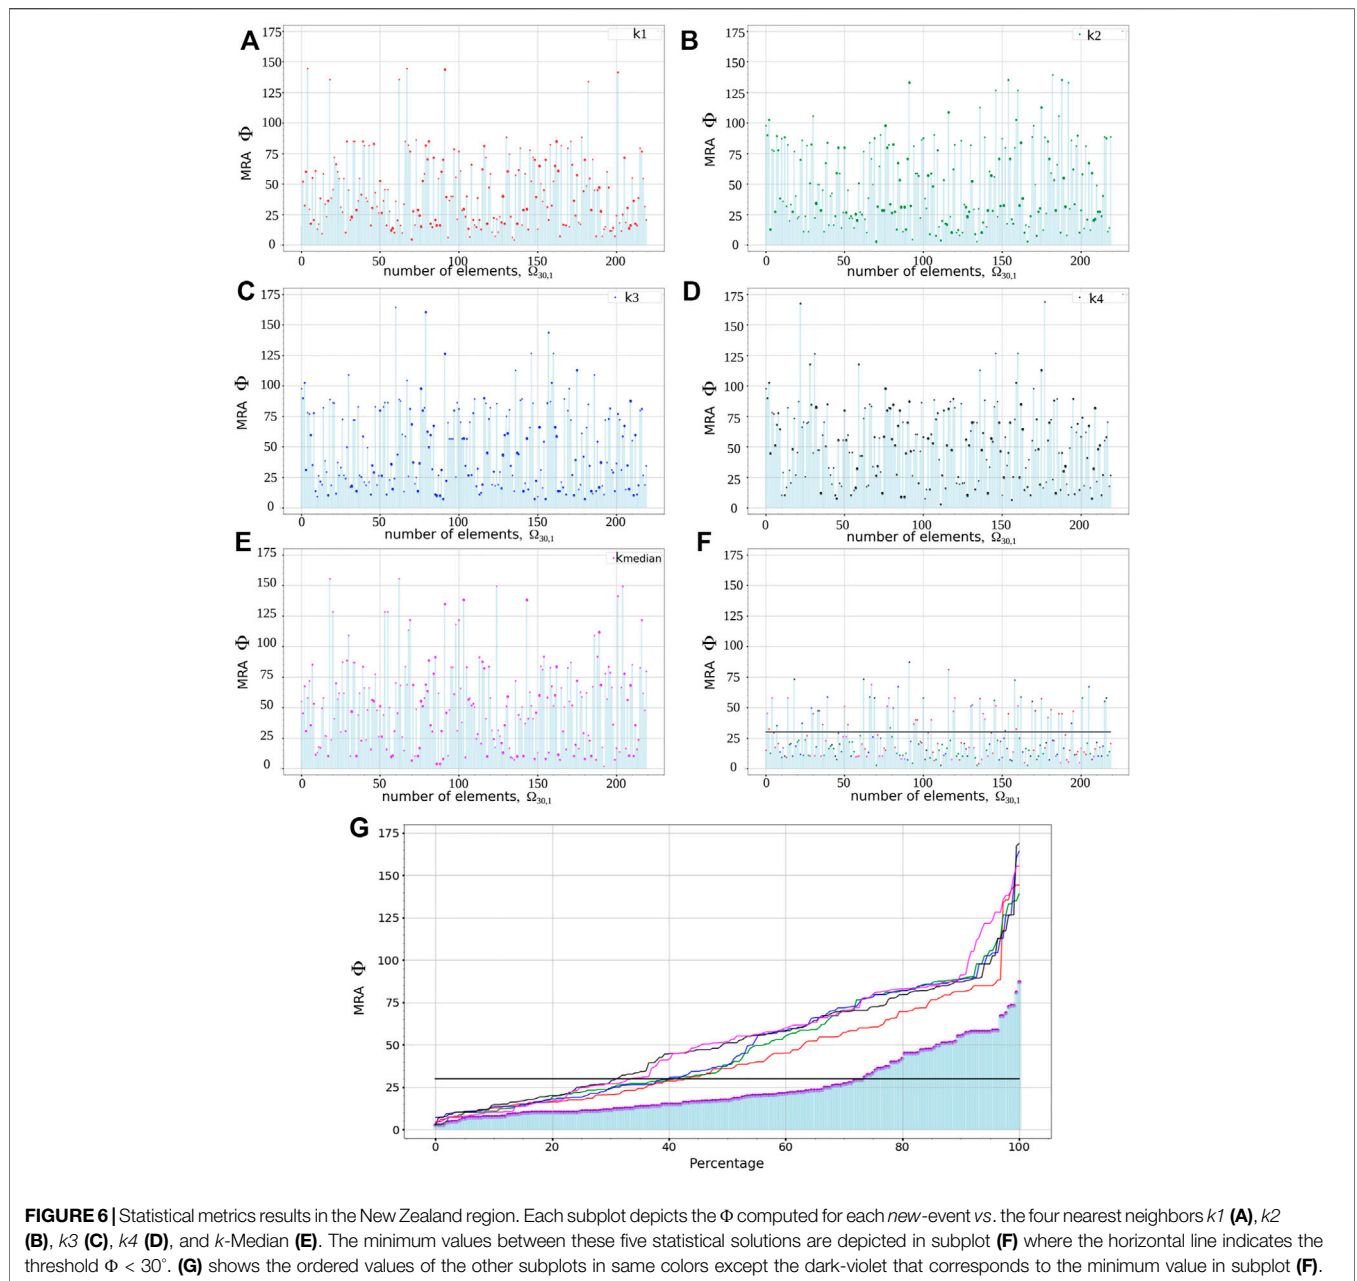 A
175
150
125
100
75
50
25
0
MRA Φ
k1
0 50 100 150 200
number of elements, Ω30,1
B
175
150
125
100
75
50
25
0
MRA Φ
k2
0 50 100 150 200
number of elements, Ω30,1
C
175
150
125
100
75
50
25
0
MRA Φ
k3
0 50 100 150 200
number of elements, Ω30,1
D
175
150
125
100
75
50
25
0
MRA Φ
k4
0 50 100 150 200
number of elements, Ω30,1
E
175
150
125
100
75
50
25
0
MRA Φ
Kmedian
0 50 100 150 200
number of elements, Ω30,1
F
175
150
125
100
75
50
25
0
MRA Φ
0 50 100 150 200
number of elements, Ω30,1
G
175
150
125
100
75
50
25
0
MRA Φ
0 20 40 60 80 100
Percentage
FIGURE 6 | Statistical metrics results in the New Zealand region. Each subplot depicts the Φ computed for each new-event vs. the four nearest neighbors k1 (A), k2
(B), k3 (C), k4 (D), and k-Median (E). The minimum values between these five statistical solutions are depicted in subplot (F) where the horizontal line indicates the
threshold Φ < 30°. (G) shows the ordered values of the other subplots in same colors except the dark-violet that corresponds to the minimum value in subplot (F).